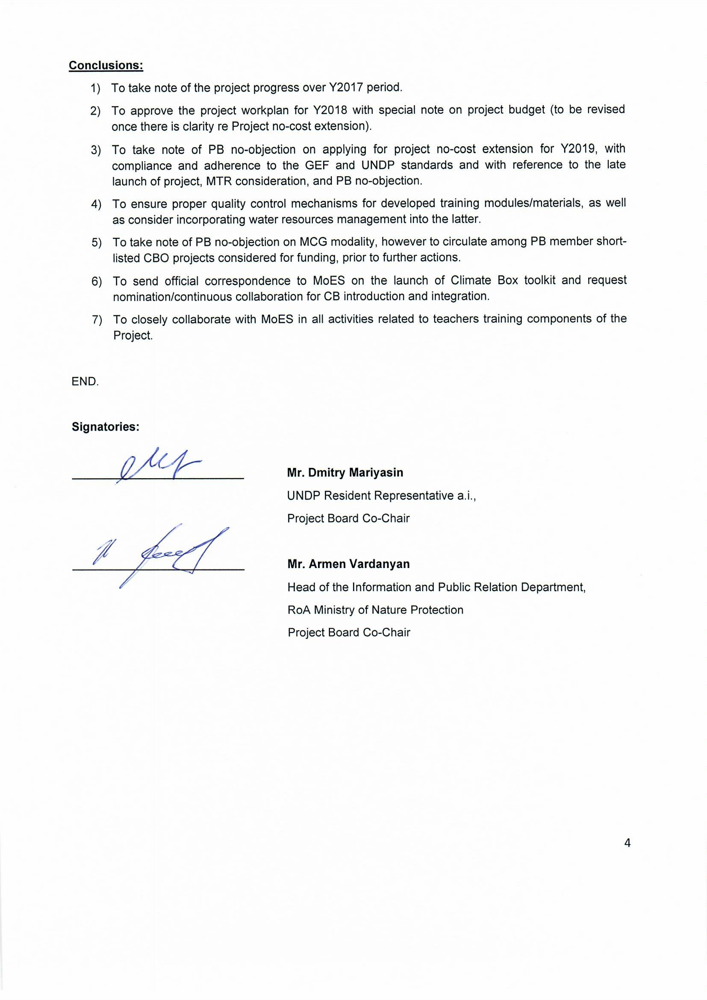 Conclusions:
1) To take note of the project progress over Y2017 period.
2) To approve the project workplan for Y2018 with special note on project budget (to be revised
once there is clarity re Project no-cost extension).
3) To take note of PB no-objection on applying for project no-cost extension for Y2019, with
compliance and adherence to the GEF and UNDP standards and with reference to the late
launch of project, MTR consideration, and PB no-objection.
4) To ensure proper quality control mechanisms for developed training modules/materials, as well
as consider incorporating water resources management into the latter.
5) To take note of PB no-objection on MCG modality, however to circulate among PB member short-
listed CBO projects considered for funding, prior to further actions.
6) To send official correspondence to MoES on the launch of Climate Box toolkit and request
nomination/continuous collaboration for CB introduction and integration.
7) To closely collaborate with MoES in all activities related to teachers training components of the
Project.
END.
Signatories:
Mr. Dmitry Mariyasin
UNDP Resident Representative a.i.,
Project Board Co-Chair
Mr. Armen Vardanyan
Head of the Information and Public Relation Department,
RoA Ministry of Nature Protection
Project Board Co-Chair
4